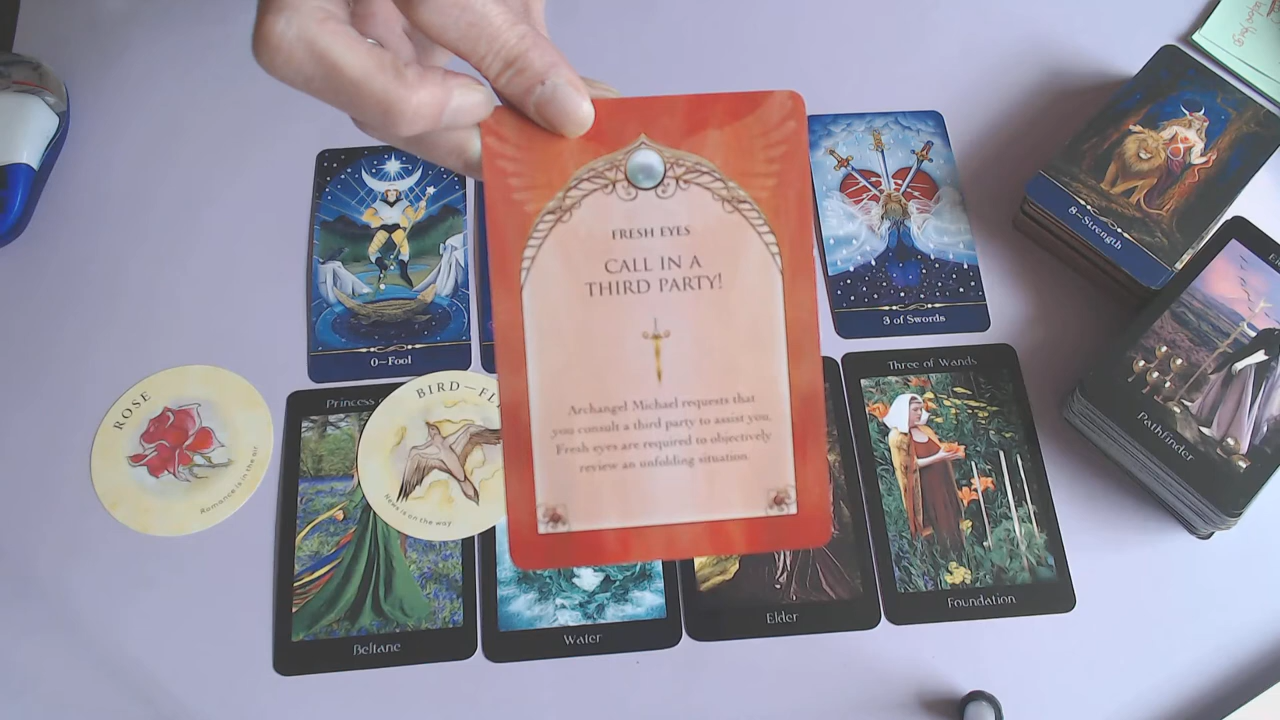 FRESH EYES
CALL IN A
THIRD PARTY!
Archangel Michael requests that
you consult a third party to assist you.
Fresh eyes are required to objectively
review an unfolding situation.
0-Fool
3 of Swords
8-Strength
ROSE
Romance is in the air
Princess
BIRD-FL
News is on the way
Three of Wands
Pathfinder
Beltane
Water
Elder
Foundation